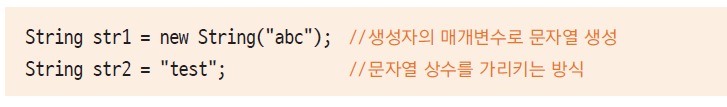 String str1 = new String("abc");  //생성자의 매개변수로 문자열 생성
String str2 = "test";             //문자열 상수를 가리키는 방식